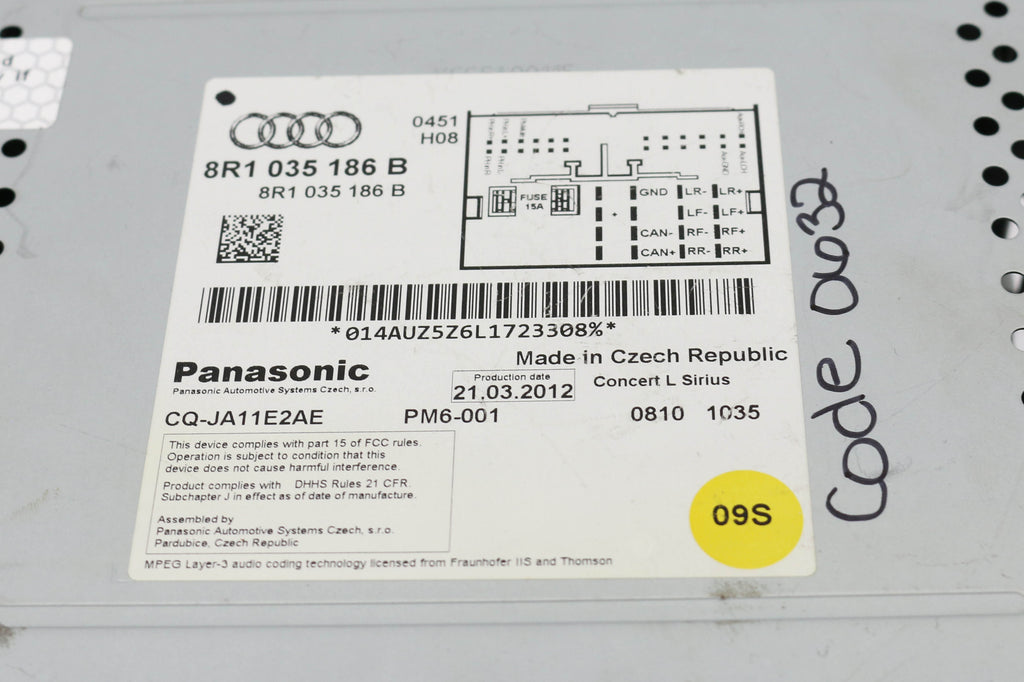 d
If
0451
H08
8R1 035 186 B
8R1 035 186 B
FUSE
15A
+
GND LR- LR+
LF- LF+
CAN- RF- RF+
CAN+ RR- RR+
*014AUZ5Z6L1723308%*
Panasonic
Panasonic Automotive Systems Czech, s.r.o.
Made in Czech Republic
Production date
21.03.2012
Concert L Sirius
CQ-JA11E2AE PM6-001 0810 1035
This device complies with part 15 of FCC rules.
Operation is subject to condition that this
device does not cause harmful interference.
Product complies with DHHS Rules 21 CFR.
Subchapter J in effect as of date of manufacture.
Assembled by
Panasonic Automotive Systems Czech, s.r.o.
Pardubice, Czech Republic
MPEG Layer-3 audio coding technology licensed from Fraunhofer IIS and Thomson
09S
Code 0632